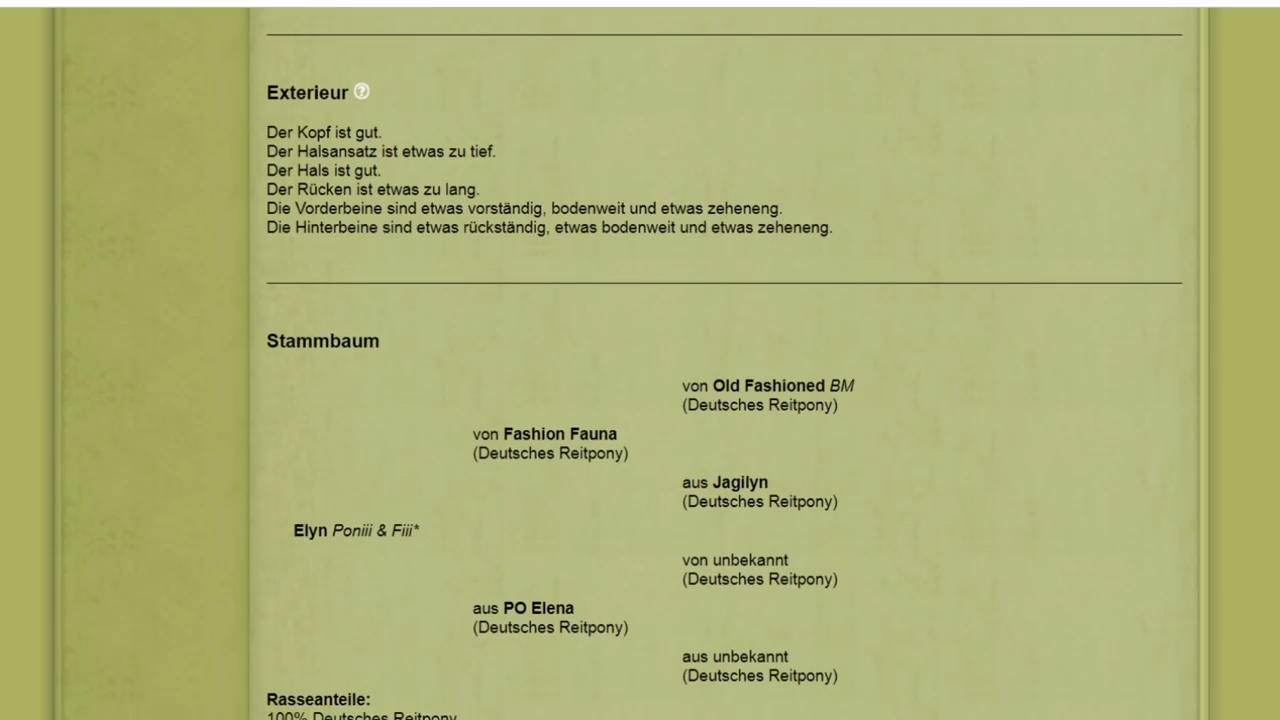 Exterieur
Der Kopf ist gut.
Der Halsansatz ist etwas zu tief.
Der Hals ist gut.
Der Rücken ist etwas zu lang.
Die Vorderbeine sind etwas vorständig, bodenweit und etwas zeheneng.
Die Hinterbeine sind etwas rückständig, etwas bodenweit und etwas zeheneng.
Stammbaum
von Old Fashioned BM
(Deutsches Reitpony)
von Fashion Fauna
(Deutsches Reitpony)
aus Jagilyn
(Deutsches Reitpony)
Elyn Poniii & Fiii*
von unbekannt
(Deutsches Reitpony)
aus PO Elena
(Deutsches Reitpony)
aus unbekannt
(Deutsches Reitpony)
Rasseanteile:
100% Deutsches Reitpony